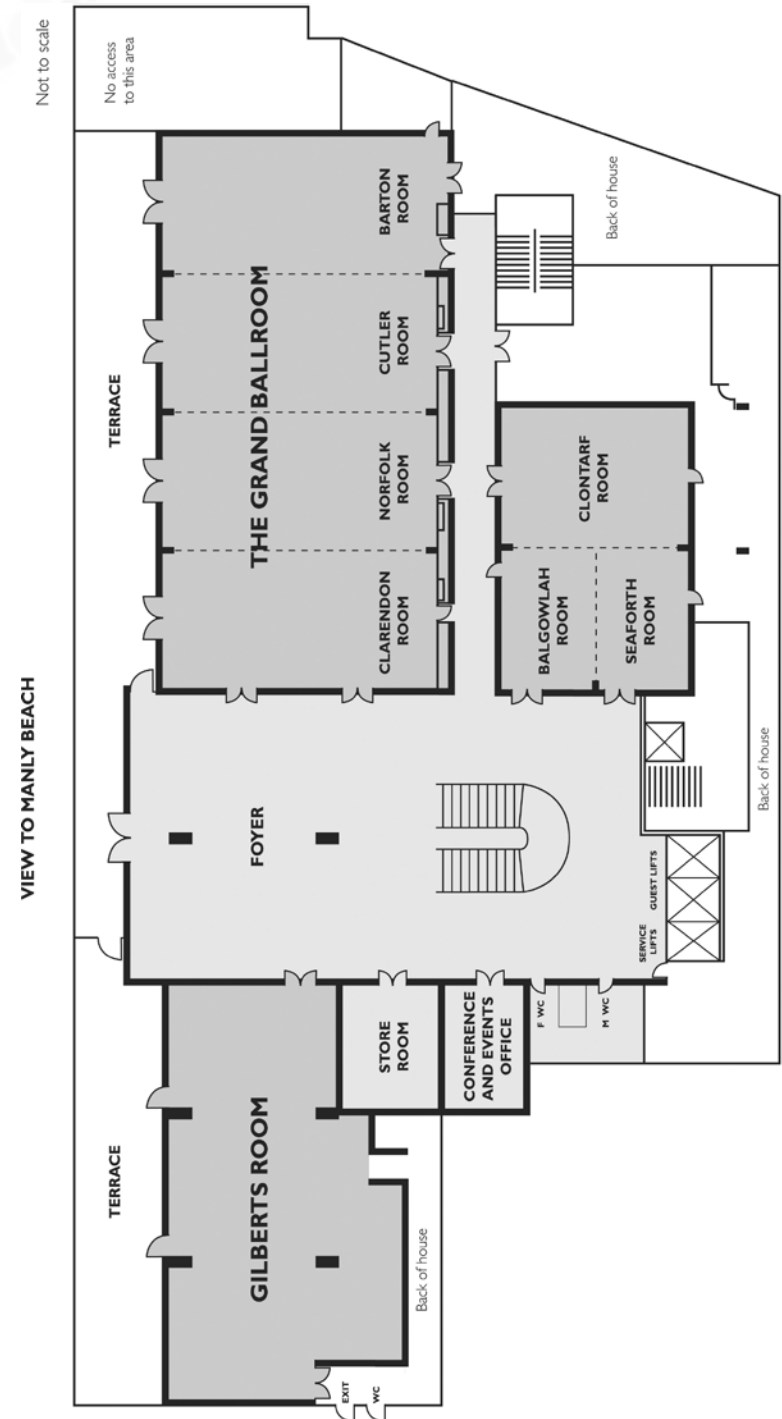 VIEW TO MANLY BEACH
Not to scale
TERRACE
TERRACE
No access
to this area
GILBERTS ROOM
FOYER
THE GRAND BALLROOM
CLARENDON
ROOM
NORFOLK
ROOM
CUTLER
ROOM
BARTON
ROOM
EXIT
WC
Back of house
STORE
ROOM
CONFERENCE
AND EVENTS
OFFICE
F WC
M WC
SERVICE
LIFTS
GUEST LIFTS
BALGOWLAH
ROOM
SEAFORTH
ROOM
CLONTARF
ROOM
Back of house
Back of house